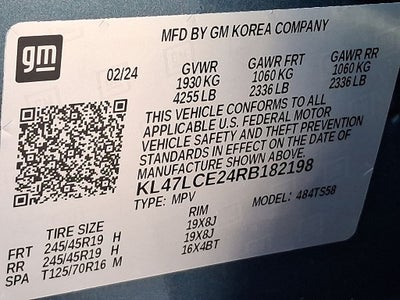 gm
MFD BY GM KOREA COMPANY
02/24
GVWR GAWR FRT GAWR RR
1930 KG 1060 KG 1060 KG
4255 LB 2336 LB 2336 LB
THIS VEHICLE CONFORMS TO ALL
APPLICABLE U.S. FEDERAL MOTOR
VEHICLE SAFETY AND THEFT PREVENTION
STANDARDS IN EFFECT ON THE DATE OF
MANUFACTURE SHOWN ABOVE.
KL47LCE24RB182198
TYPE: MPV MODEL: 484TS58
TIRE SIZE RIM
FRT 245/45R19 H 19X8J
RR 245/45R19 H 19X8J
SPA T125/70R16 M 16X4BT